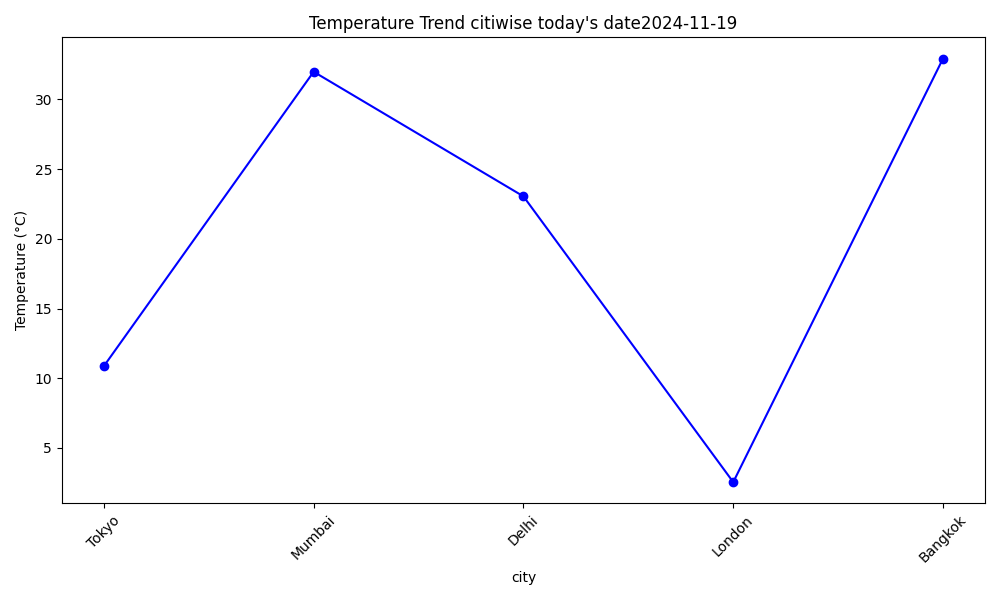 Temperature Trend citiwise today's date2024-11-19
Temperature (°C)
30
25
20
15
10
5
Tokyo
Mumbai
Delhi
London
Bangkok
city